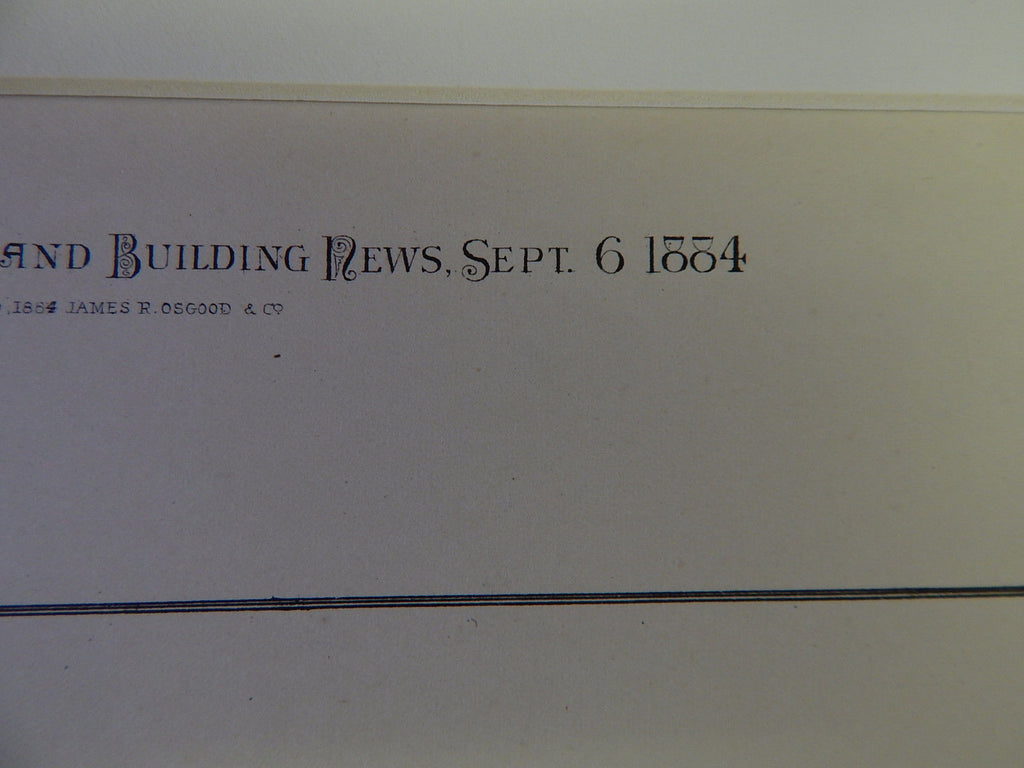 AND BUILDING NEWS, SEPT. 6 1884
,1884 JAMES R. OSGOOD & CO